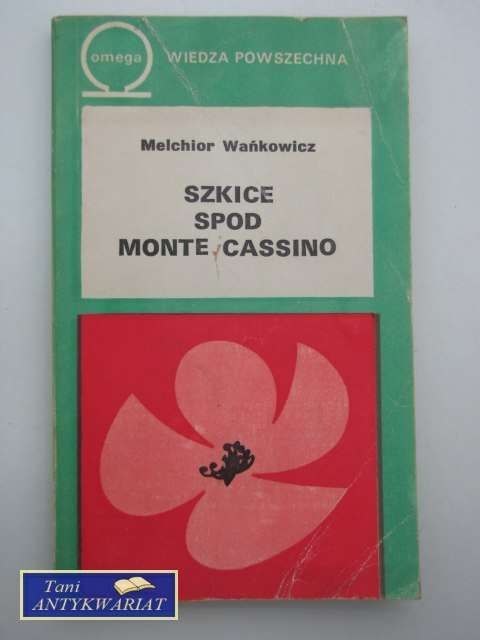 omega
WIEDZA POWSZECHNA
Melchior Wańkowicz
SZKICE
SPOD
MONTE CASSINO
Tani
ANTYKWARIAT